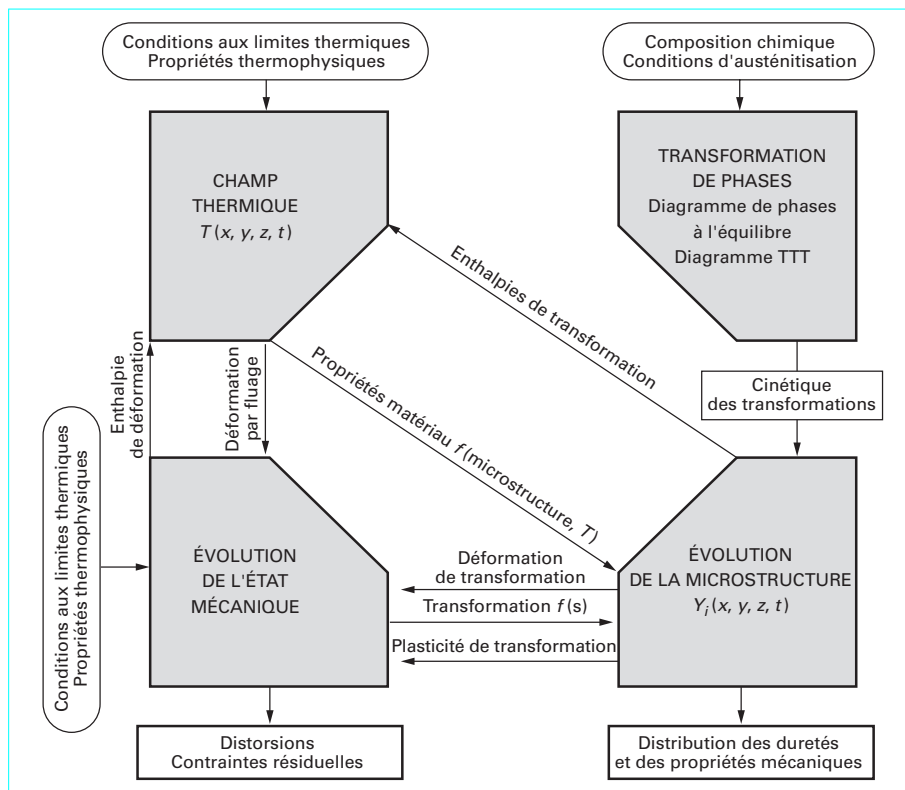 Conditions aux limites thermiques
Propriétés thermophysiques
Composition chimique
Conditions d'austénitisation
CHAMP
THERMIQUE
T (x, y, z, t)
TRANSFORMATION
DE PHASES
Diagramme de phases
à l'équilibre
Diagramme TTT
Enthalpies de transformation
Propriétés matériau f (microstructure, T)
Enthalpie
de déformation
Déformation
par fluage
Cinétique
des transformations
Conditions aux limites thermiques
Propriétés thermophysiques
ÉVOLUTION
DE L'ÉTAT
MÉCANIQUE
Déformation
de transformation
Transformation f (s)
Plasticité de transformation
ÉVOLUTION
DE LA MICROSTRUCTURE
Yi (x, y, z, t)
Distorsions
Contraintes résiduelles
Distribution des duretés
et des propriétés mécaniques